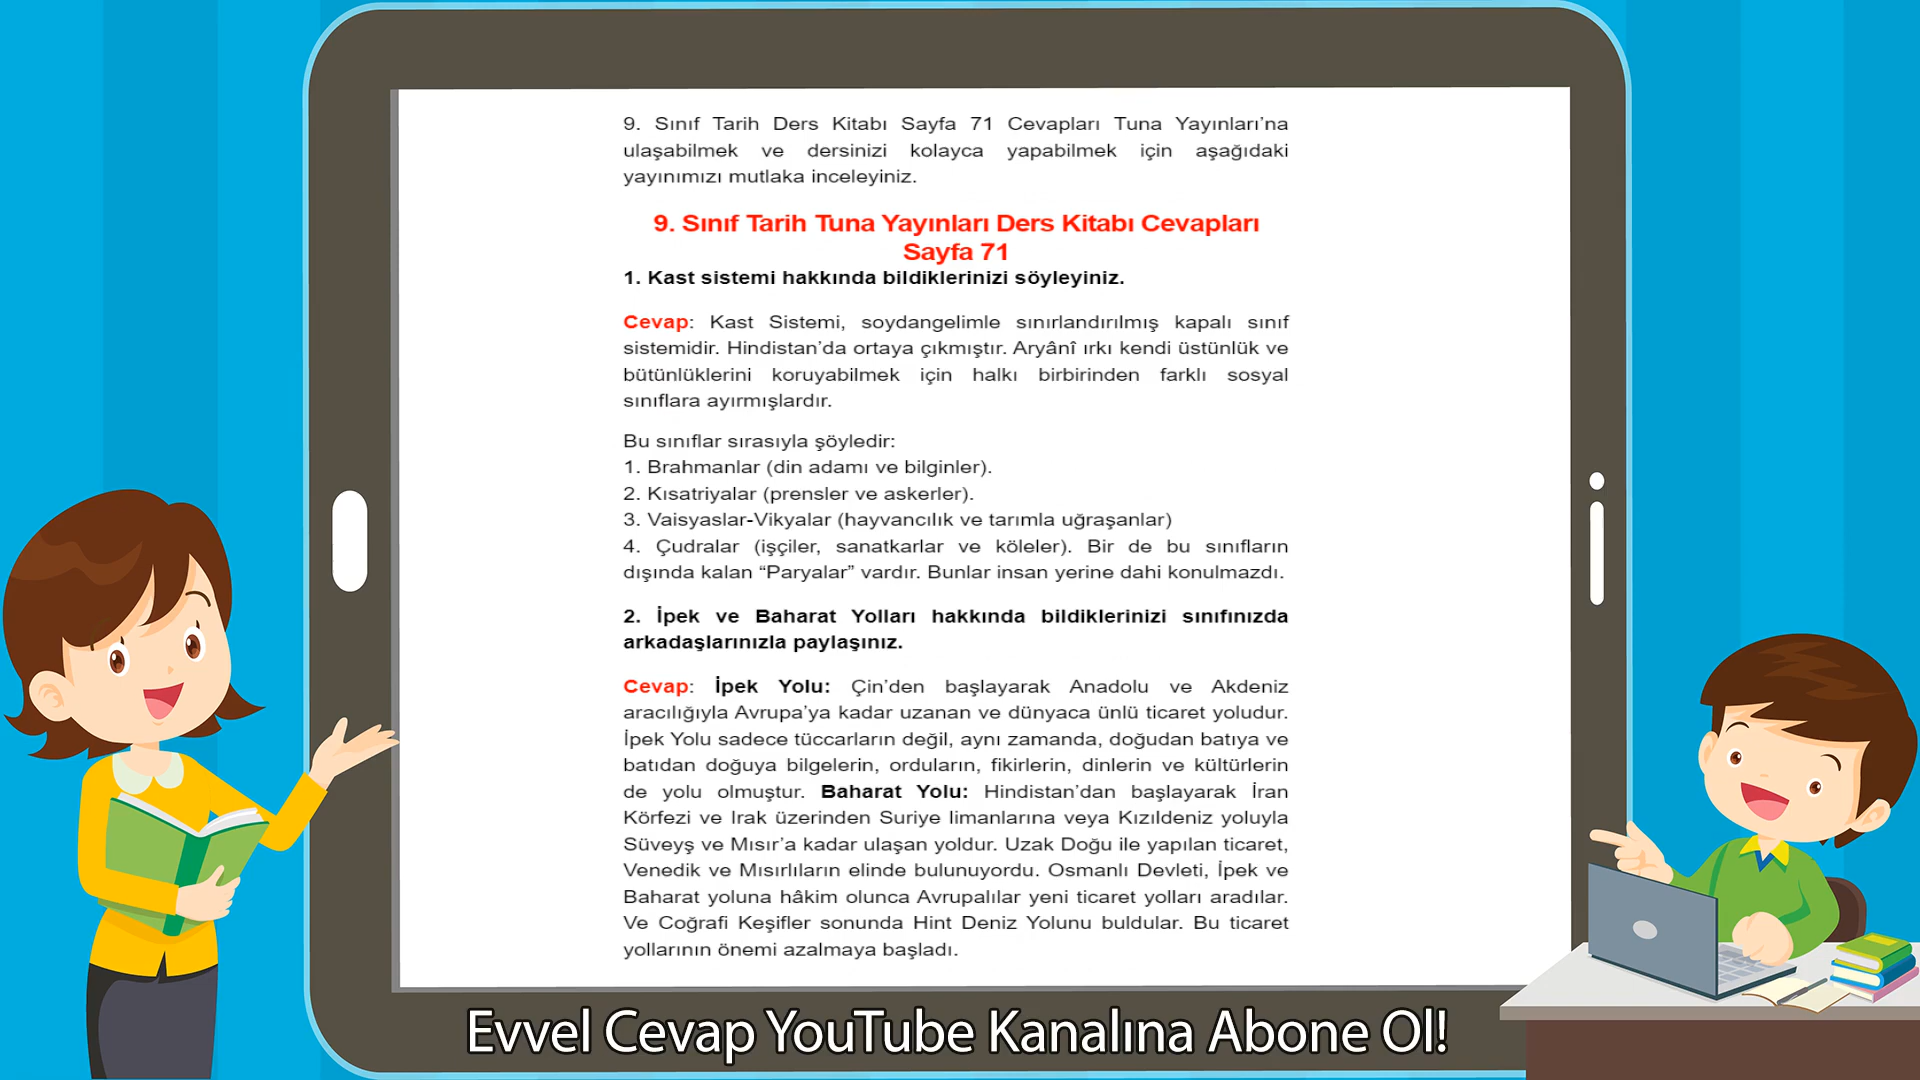 9. Sınıf Tarih Ders Kitabı Sayfa 71 Cevapları Tuna Yayınları’na
ulaşabilmek ve dersinizi kolayca yapabilmek için aşağıdaki
yayınımızı mutlaka inceleyiniz.
9. Sınıf Tarih Tuna Yayınları Ders Kitabı Cevapları
Sayfa 71
1. Kast sistemi hakkında bildiklerinizi söyleyiniz.
Cevap: Kast Sistemi, soydangelimle sınırlandırılmış kapalı sınıf
sistemidir. Hindistan’da ortaya çıkmıştır. Aryânî ırkı kendi üstünlük ve
bütünlüklerini koruyabilmek için halkı birbirinden farklı sosyal
sınıflara ayırmışlardır.
Bu sınıflar sırasıyla şöyledir:
1. Brahmanlar (din adamı ve bilginler).
2. Kısatriyalar (prensler ve askerler).
3. Vaisyaslar-Vikyalar (hayvancılık ve tarımla uğraşanlar)
4. Çudralar (işçiler, sanatkarlar ve köleler). Bir de bu sınıfların
dışında kalan “Paryalar” vardır. Bunlar insan yerine dahi konulmazdı.
2. İpek ve Baharat Yolları hakkında bildiklerinizi sınıfınızda
arkadaşlarınızla paylaşınız.
Cevap: İpek Yolu: Çin’den başlayarak Anadolu ve Akdeniz
aracılığıyla Avrupa’ya kadar uzanan ve dünyaca ünlü ticaret yoludur.
İpek Yolu sadece tüccarların değil, aynı zamanda, doğudan batıya ve
batıdan doğuya bilgelerin, orduların, fikirlerin, dinlerin ve kültürlerin
de yolu olmuştur. Baharat Yolu: Hindistan’dan başlayarak İran
Körfezi ve Irak üzerinden Suriye limanlarına veya Kızıldeniz yoluyla
Süveyş ve Mısır’a kadar ulaşan yoldur. Uzak Doğu ile yapılan ticaret,
Venedik ve Mısırlıların elinde bulunuyordu. Osmanlı Devleti, İpek ve
Baharat yoluna hâkim olunca Avrupalılar yeni ticaret yolları aradılar.
Ve Coğrafi Keşifler sonunda Hint Deniz Yolunu buldular. Bu ticaret
yollarının önemi azalmaya başladı.
Evvel Cevap YouTube Kanalına Abone Ol!